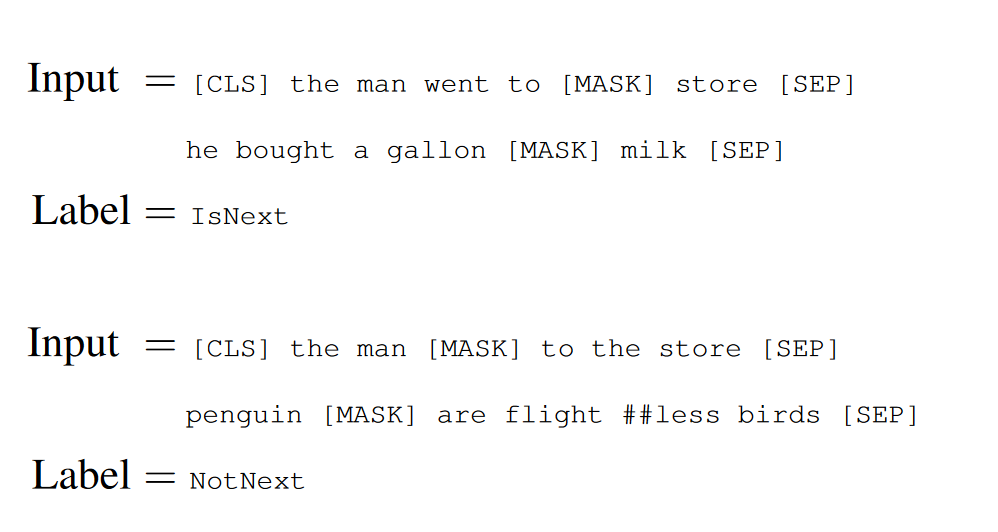 Input = [CLS] the man went to [MASK] store [SEP]
he bought a gallon [MASK] milk [SEP]
Label = IsNext
Input = [CLS] the man [MASK] to the store [SEP]
penguin [MASK] are flight ##less birds [SEP]
Label = NotNext